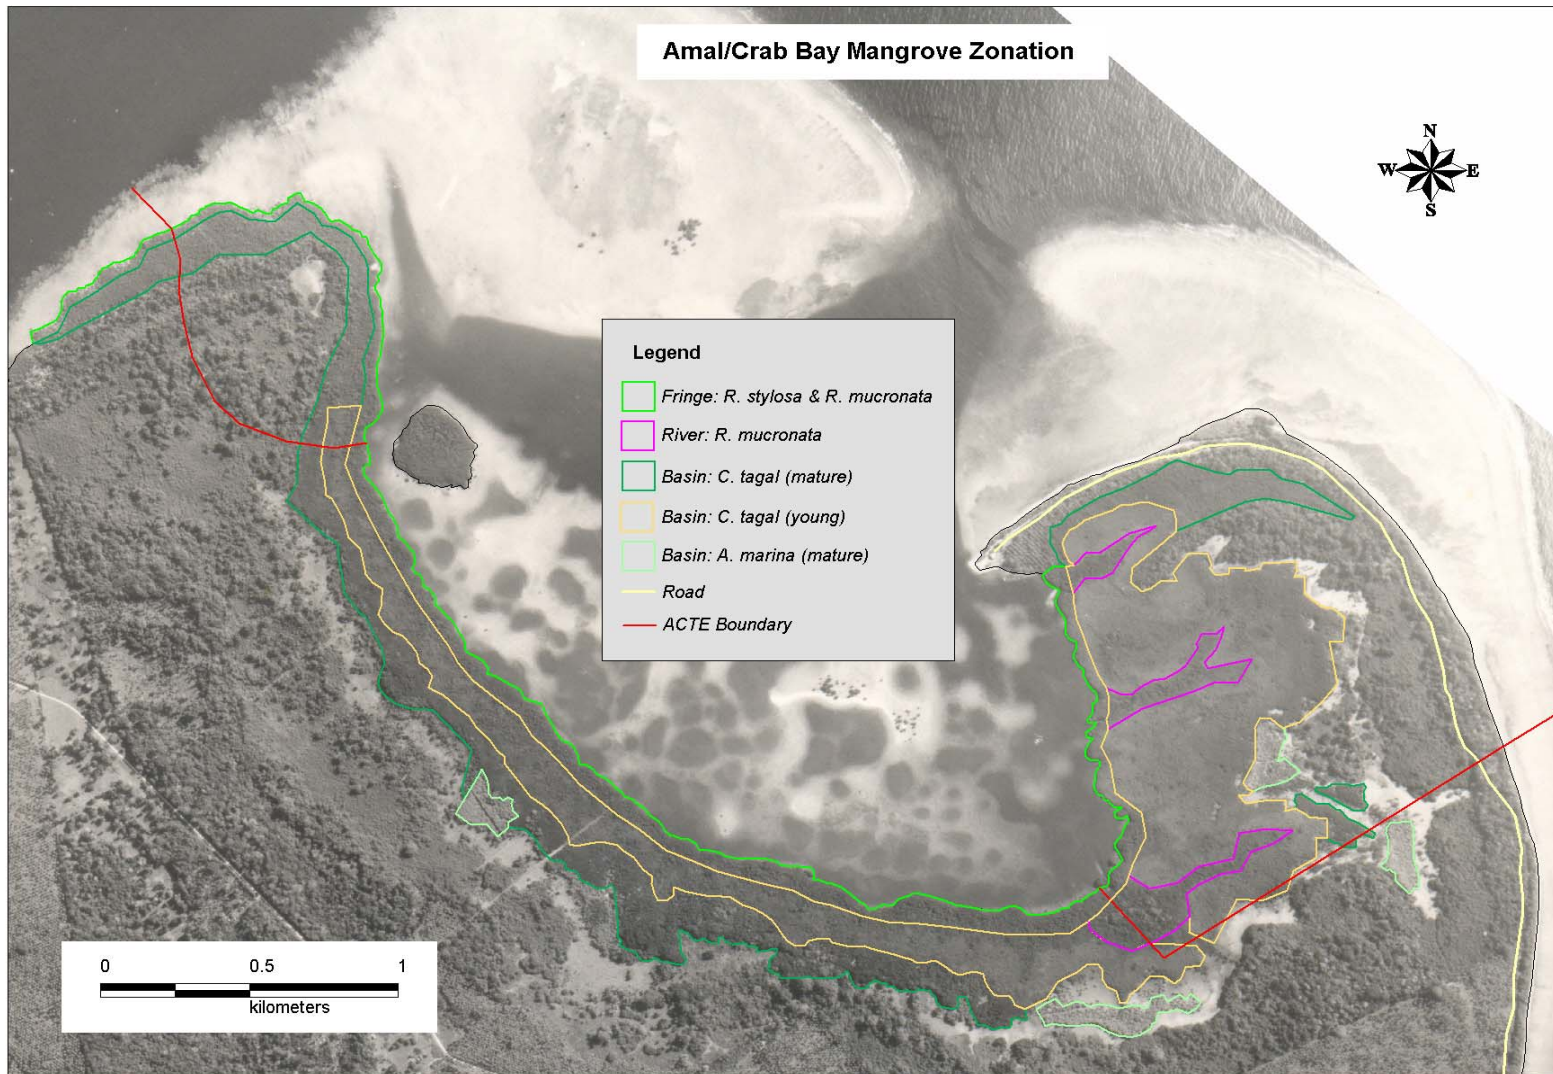 Amal/Crab Bay Mangrove Zonation
N
W E
S
Legend
Fringe: R. stylosa & R. mucronata
River: R. mucronata
Basin: C. tagal (mature)
Basin: C. tagal (young)
Basin: A. marina (mature)
Road
ACTE Boundary
0 0.5 1
kilometers